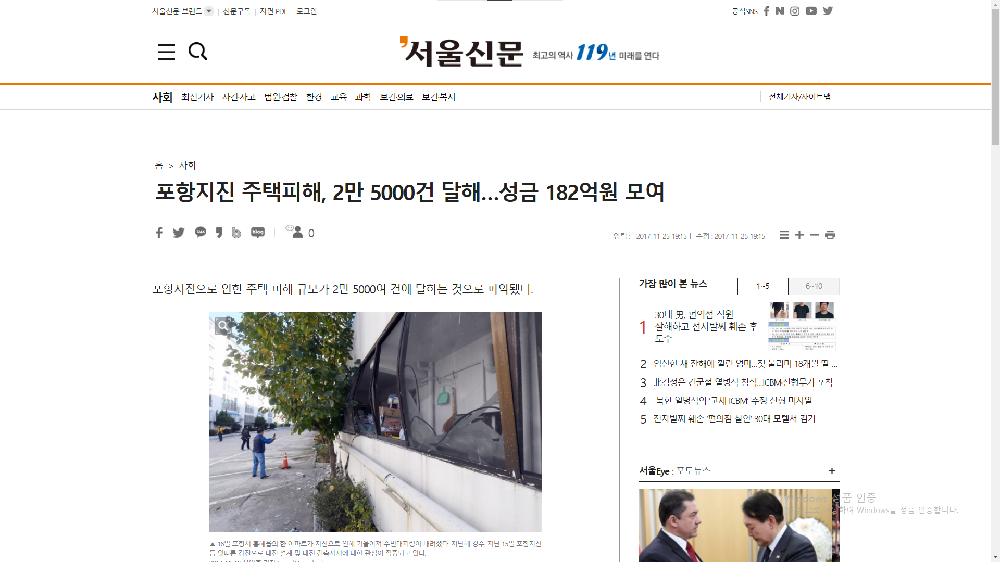 서울신문 브랜드
신문구독
지면 PDF
로그인
공식SNS
서울신문
최고의 역사 119년 미래를 연다
사회 최신기사 사건·사고 법원·검찰 환경 교육 과학 보건·의료 보건·복지
전체기사/사이트맵
홈 > 사회
포항지진 주택피해, 2만 5000건 달해…성금 182억원 모여
TALK
blog
0
입력 : 2017-11-25 19:15 | 수정 : 2017-11-25 19:15
포항지진으로 인한 주택 피해 규모가 2만 5000여 건에 달하는 것으로 파악됐다.
▲ 16일 포항시 흥해읍의 한 아파트가 지진으로 인해 기울어져 주민대피령이 내려졌다. 지난해 경주, 지난 15일 포항지진
등 잇따른 강진으로 내진 설계 및 내진 건축자재에 대한 관심이 집중되고 있다.
가장 많이 본 뉴스
1~5
6~10
1
30대 男, 편의점 직원
살해하고 전자발찌 훼손 후
도주
2 임신한 채 잔해에 깔린 엄마…젖 물리며 18개월 딸 ...
3 北김정은 건군절 열병식 참석…ICBM·신형무기 포착
4 북한 열병식의 ‘고체 ICBM’ 추정 신형 미사일
5 전자발찌 훼손 ‘편의점 살인’ 30대 모텔서 검거
서울Eye : 포토뉴스
+
Windows 정품 인증
[설정]으로 이동하여 Windows를 정품 인증합니다.